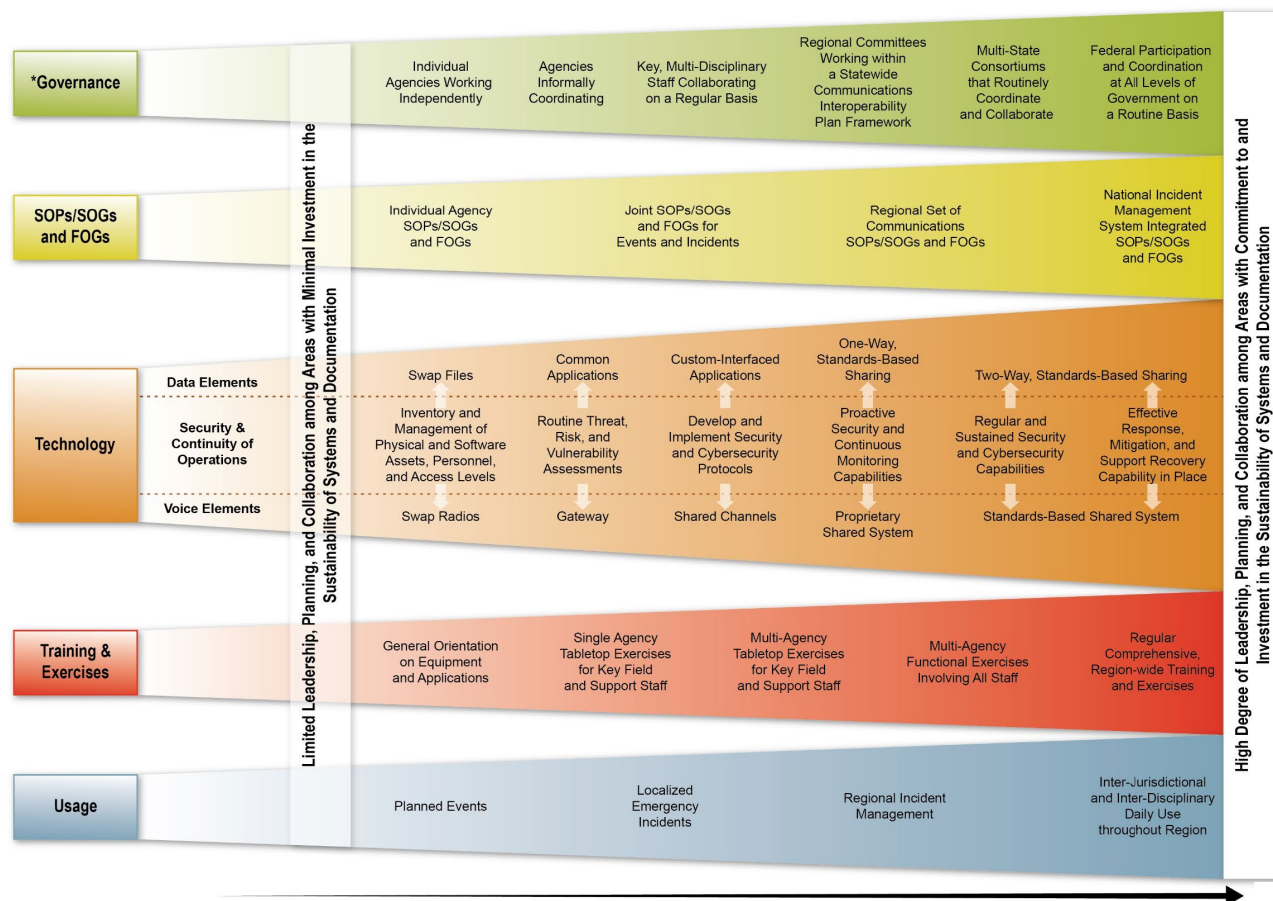 *Governance
Individual
Agencies Working
Independently
Agencies
Informally
Coordinating
Key, Multi-Disciplinary
Staff Collaborating
on a Regular Basis
Regional Committees
Working within
a Statewide
Communications
Interoperability
Plan Framework
Multi-State
Consortiums
that Routinely
Coordinate
and Collaborate
Federal Participation
and Coordination
at All Levels of
Government on
a Routine Basis
Limited Leadership, Planning, and Collaboration among Areas with Minimal Investment in the
Sustainability of Systems and Documentation
SOPs/SOGs
and FOGs
Individual Agency
SOPs/SOGs
and FOGs
Joint SOPs/SOGs
and FOGs for
Events and Incidents
Regional Set of
Communications
SOPs/SOGs and FOGs
National Incident
Management
System Integrated
SOPs/SOGs
and FOGs
Technology
Data Elements
Swap Files
Common
Applications
Custom-Interfaced
Applications
One-Way,
Standards-Based
Sharing
Two-Way, Standards-Based Sharing
Security &
Continuity of
Operations
Inventory and
Management of
Physical and Software
Assets, Personnel,
and Access Levels
Routine Threat,
Risk, and
Vulnerability
Assessments
Develop and
Implement Security
and Cybersecurity
Protocols
Proactive
Security and
Continuous
Monitoring
Capabilities
Regular and
Sustained Security
and Cybersecurity
Capabilities
Effective
Response,
Mitigation, and
Support Recovery
Capability in Place
Voice Elements
Swap Radios
Gateway
Shared Channels
Proprietary
Shared System
Standards-Based Shared System
Training &
Exercises
General Orientation
on Equipment
and Applications
Single Agency
Tabletop Exercises
for Key Field
and Support Staff
Multi-Agency
Tabletop Exercises
for Key Field
and Support Staff
Multi-Agency
Functional Exercises
Involving All Staff
Regular
Comprehensive,
Region-wide Training
and Exercises
Usage
Planned Events
Localized
Emergency
Incidents
Regional Incident
Management
Inter-Jurisdictional
and Inter-Disciplinary
Daily Use
throughout Region
High Degree of Leadership, Planning, and Collaboration among Areas with Commitment to and
Investment in the Sustainability of Systems and Documentation